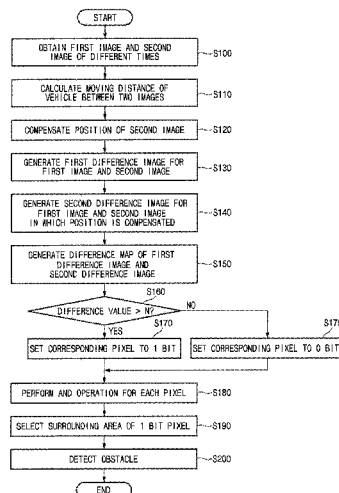 START
OBTAIN FIRST IMAGE AND SECOND
IMAGE OF DIFFERENT TIMES
S100
CALCULATE MOVING DISTANCE OF
VEHICLE BETWEEN TWO IMAGES
S110
COMPENSATE POSITION OF SECOND IMAGE
S120
GENERATE FIRST DIFFERENCE IMAGE FOR
FIRST IMAGE AND SECOND IMAGE
S130
GENERATE SECOND DIFFERENCE IMAGE FOR
FIRST IMAGE AND SECOND IMAGE
IN WHICH POSITION IS COMPENSATED
S140
GENERATE DIFFERENCE MAP OF FIRST
DIFFERENCE IMAGE AND
SECOND DIFFERENCE IMAGE
S150
S160
DIFFERENCE VALUE > N?
NO
YES
S170
S175
SET CORRESPONDING PIXEL TO 1 BIT
SET CORRESPONDING PIXEL TO 0 BIT
PERFORM AND OPERATION FOR EACH PIXEL
S180
SELECT SURROUNDING AREA OF 1 BIT PIXEL
S190
DETECT OBSTACLE
S200
END